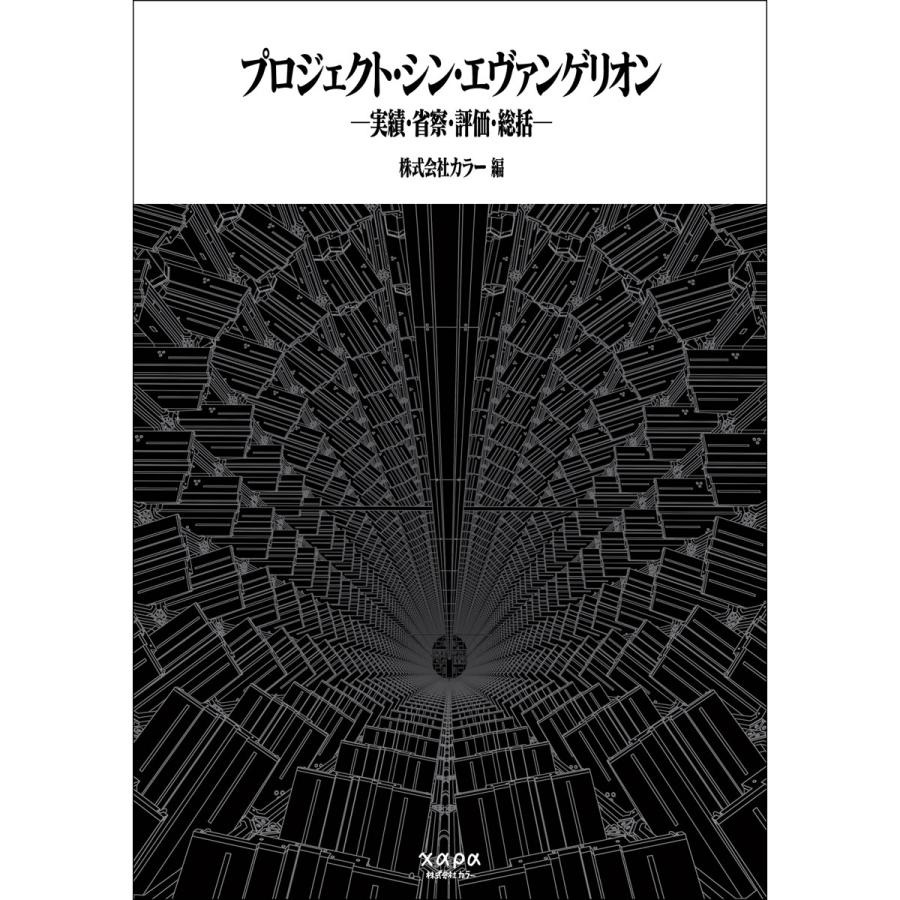 プロジェクト・シン・エヴァンゲリオン
―実績・省察・評価・総括―
株式会社カラー 編
χαρα
株式会社カラー